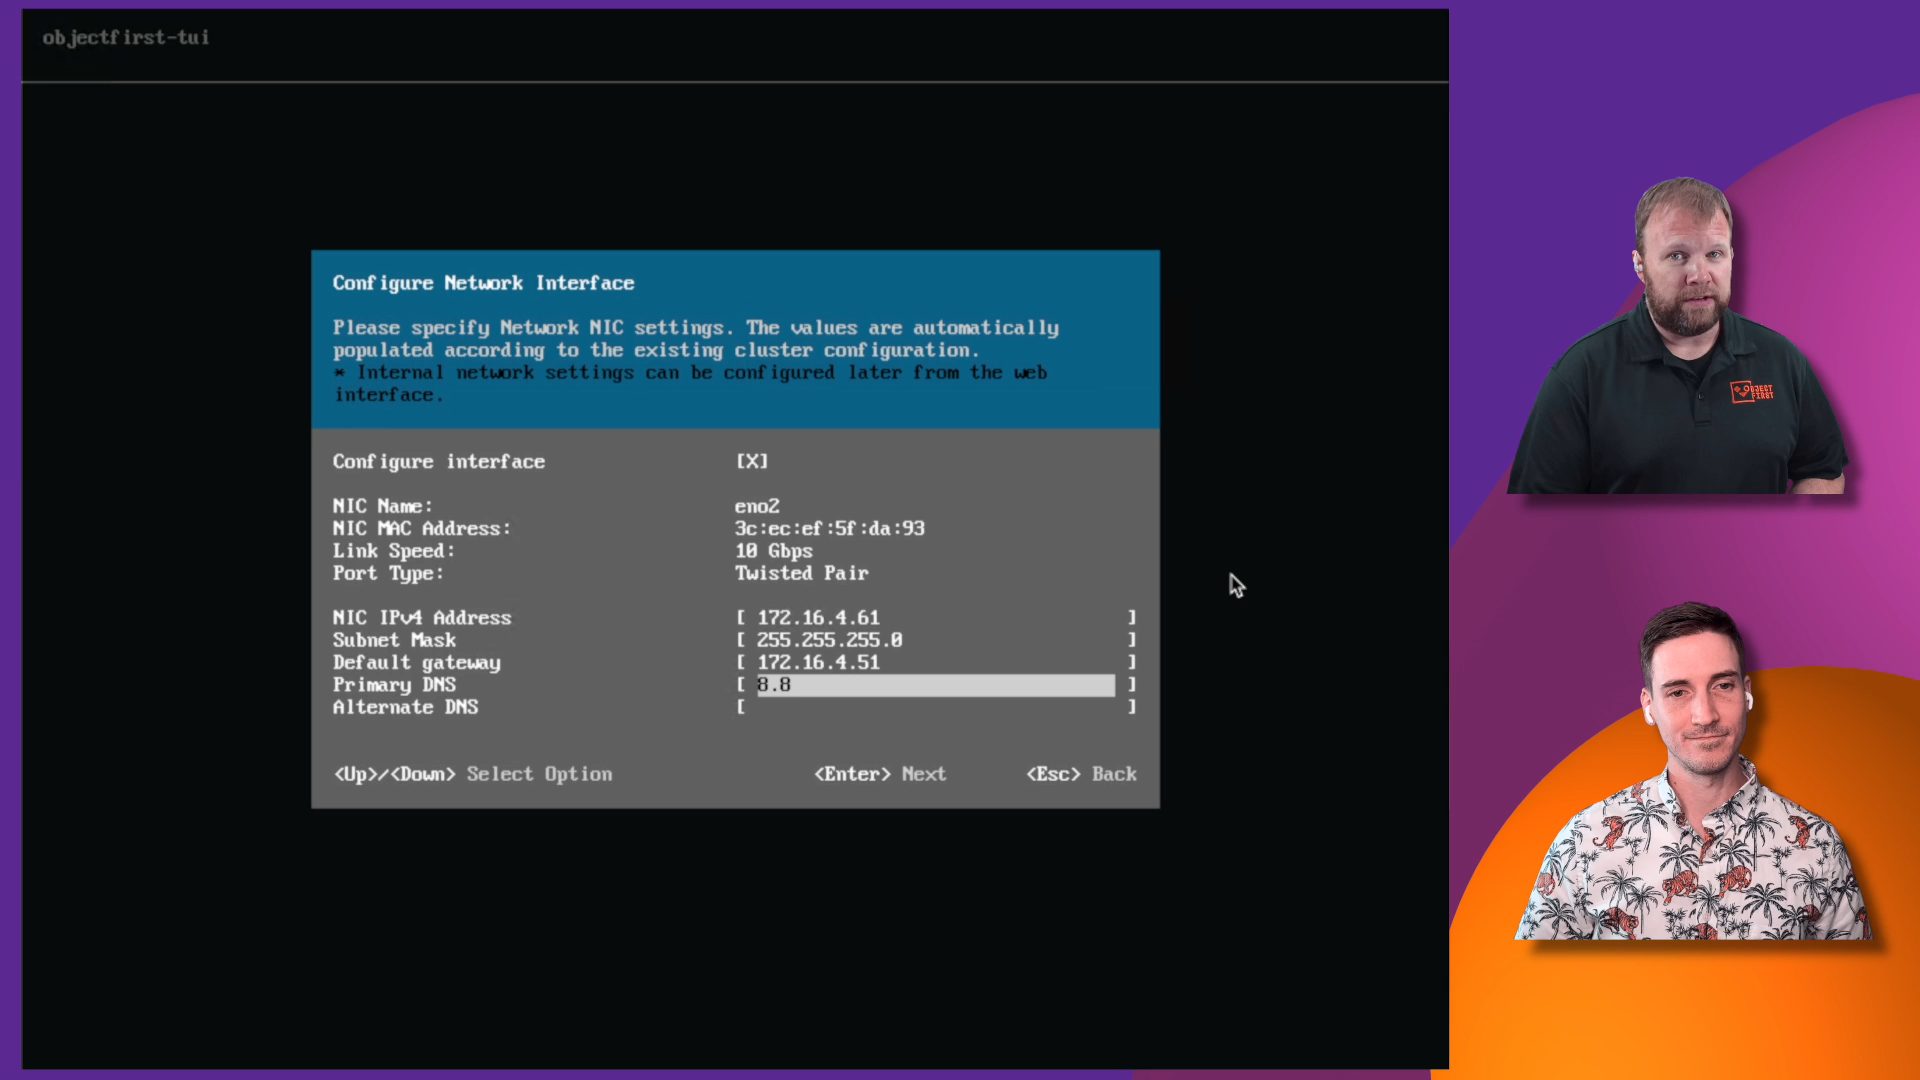 objectfirst-tui
Configure Network Interface
Please specify Network NIC settings. The values are automatically
populated according to the existing cluster configuration.
* Internal network settings can be configured later from the web
interface.
Configure interface [X]
NIC Name: eno2
NIC MAC Address: 3c:ec:ef:5f:da:93
Link Speed: 10 Gbps
Port Type: Twisted Pair
NIC IPv4 Address [ 172.16.4.61 ]
Subnet Mask [ 255.255.255.0 ]
Default gateway [ 172.16.4.51 ]
Primary DNS [ 8.8 ]
Alternate DNS [ ]
<Up>/<Down> Select Option <Enter> Next <Esc> Back
OBJECT
FIRST